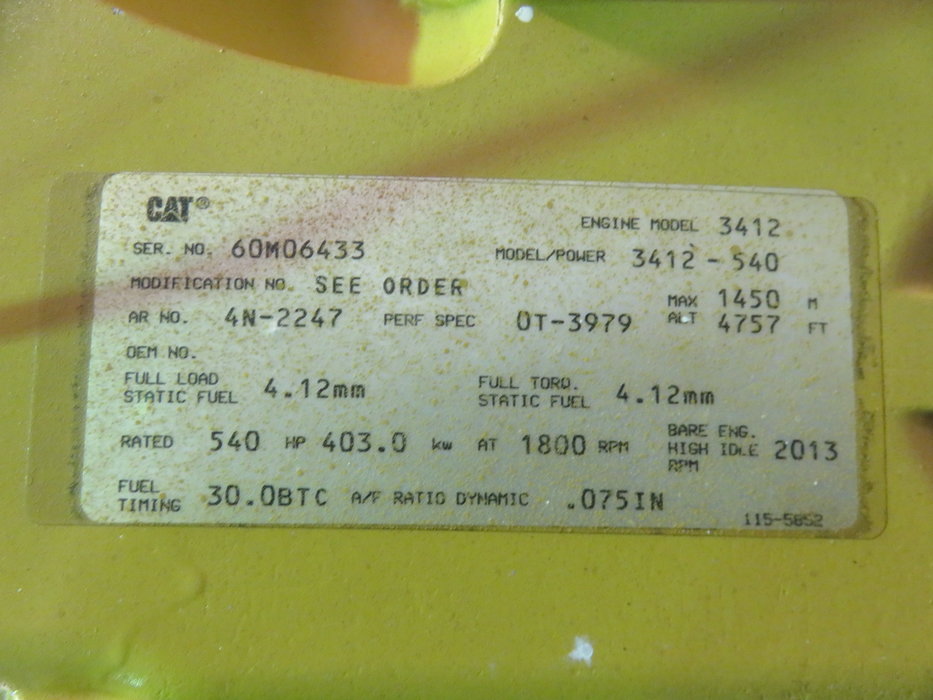 CAT®
ENGINE MODEL 3412
SER. NO. 60M06433
MODEL/POWER 3412 - 540
MODIFICATION NO. SEE ORDER
AR NO. 4N-2247 PERF SPEC 0T-3979
MAX ALT 1450 M
4757 FT
OEM NO.
FULL LOAD STATIC FUEL 4.12mm
FULL TORQ. STATIC FUEL 4.12mm
RATED 540 HP 403.0 kw AT 1800 RPM
BARE ENG. HIGH IDLE RPM 2013
FUEL TIMING 30.0BTC A/F RATIO DYNAMIC .075IN
115-5852